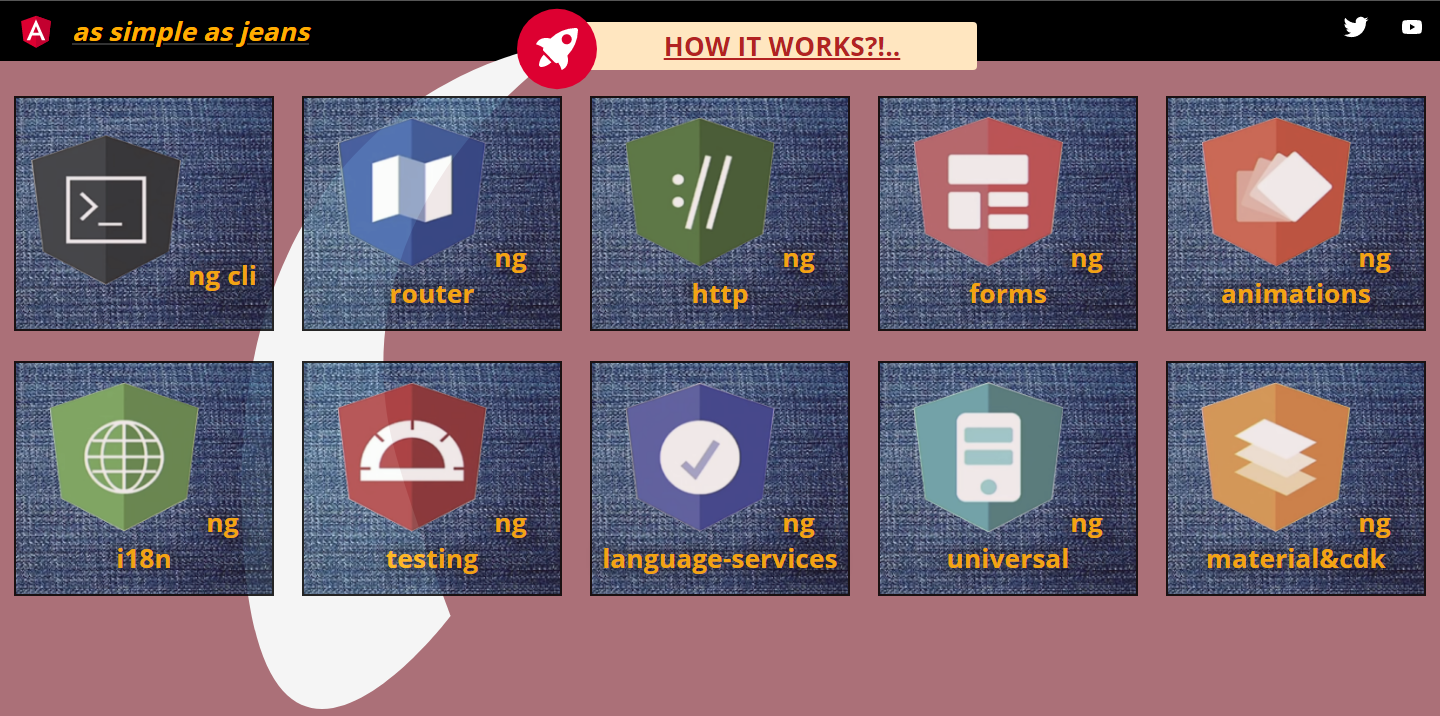 as simple as jeans
HOW IT WORKS?!..
ng cli
ng
router
ng
http
ng
forms
ng
animations
ng
i18n
ng
testing
ng
language-services
ng
universal
ng
material&cdk